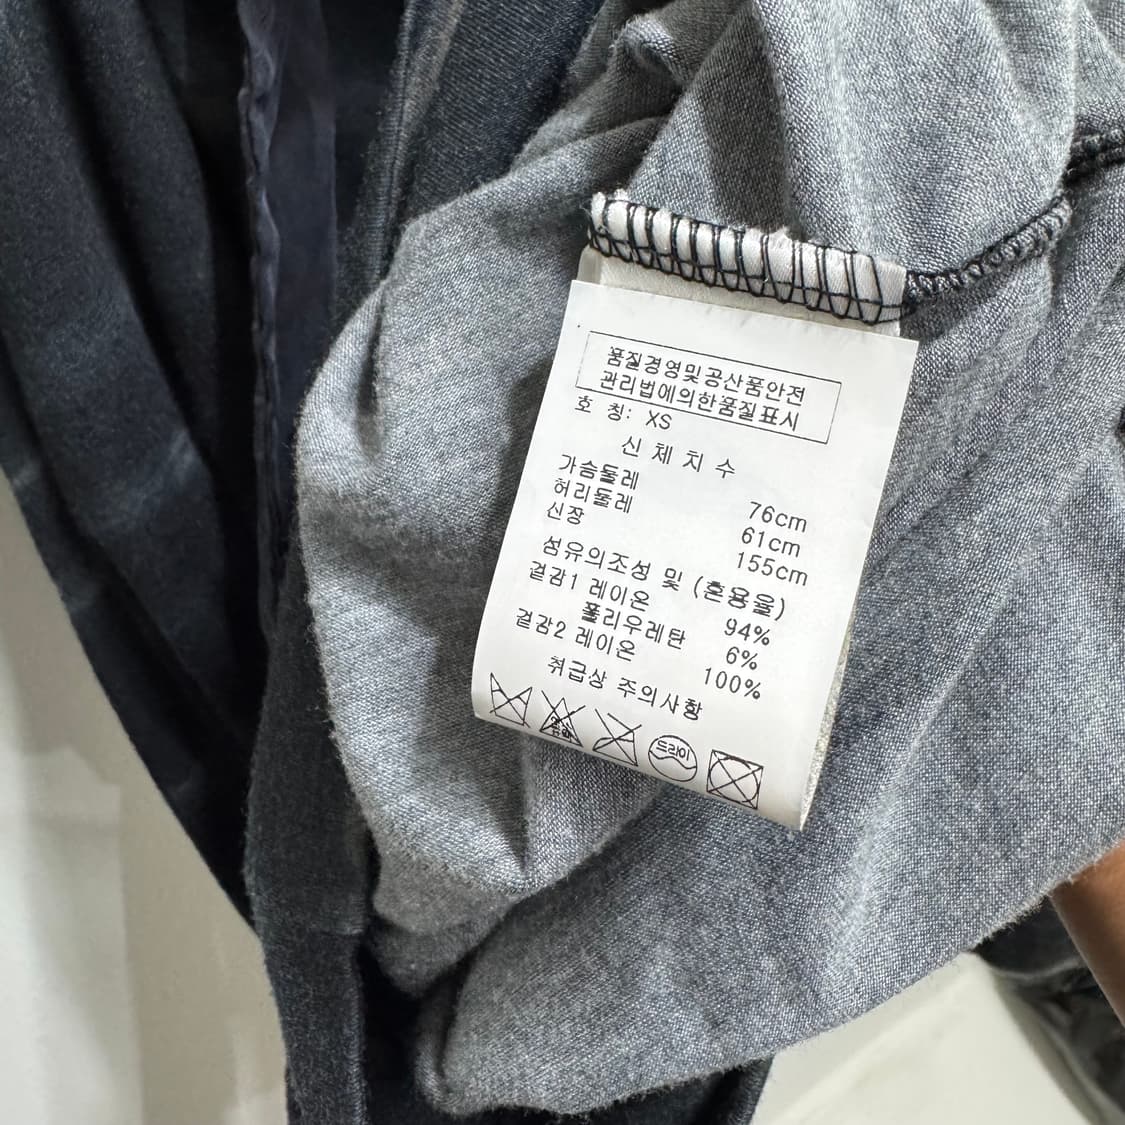 품질경영및공산품안전
관리법에의한품질표시
호 칭: XS
신체치수
가슴둘레 76cm
허리둘레 61cm
신장 155cm
섬유의조성 및 (혼용율)
겉감1 레이온 94%
폴리우레탄 6%
겉감2 레이온 100%
취급상 주의사항
드라이